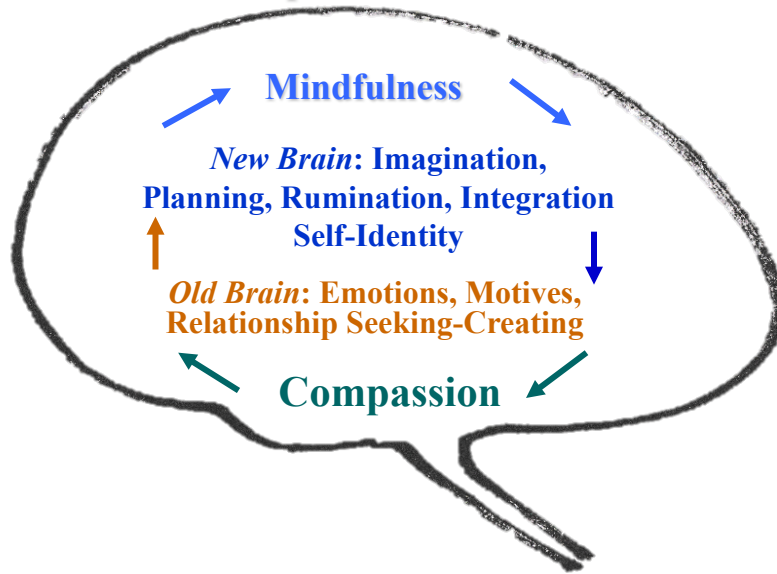 Mindfulness
New Brain: Imagination,
Planning, Rumination, Integration
Self-Identity
Old Brain: Emotions, Motives,
Relationship Seeking-Creating
Compassion